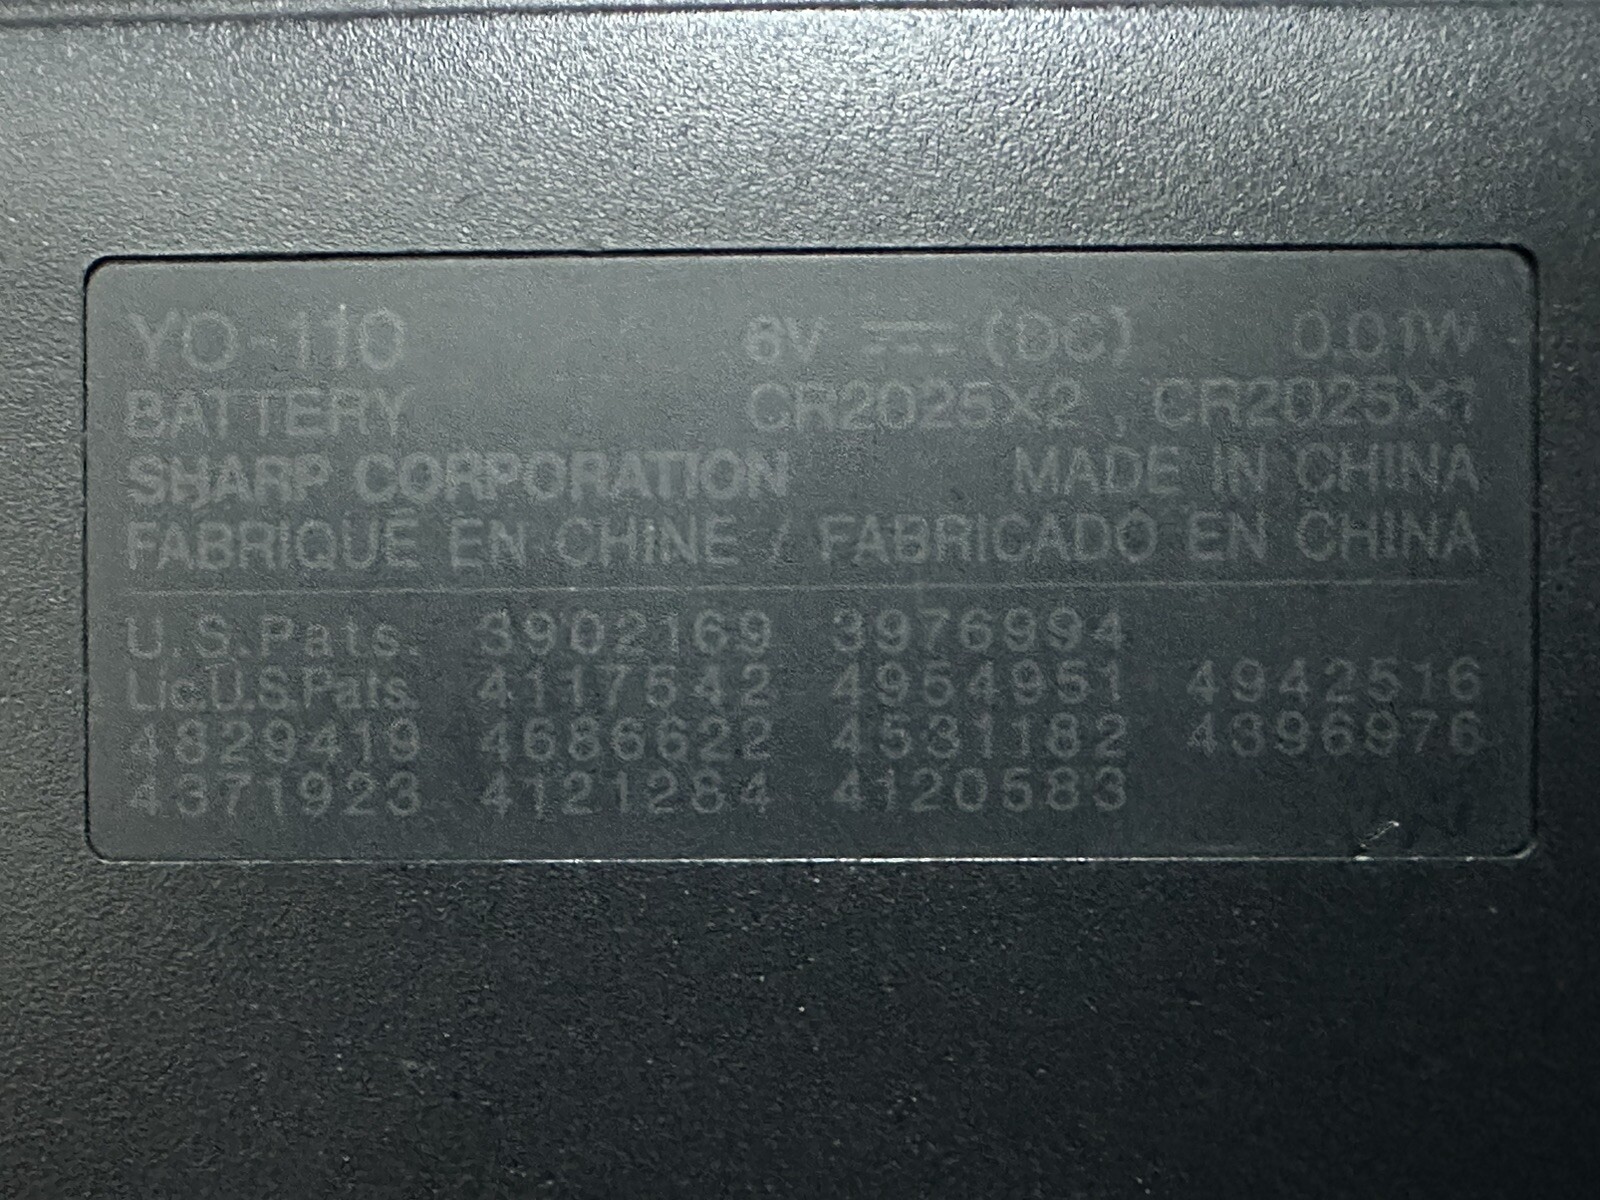 YO-110 6V ⎓ (DC) 0.01W
BATTERY CR2025X2 , CR2025X1
SHARP CORPORATION MADE IN CHINA
FABRIQUÉ EN CHINE / FABRICADO EN CHINA
U.S.Pats. 3902169 3976994
Lic.U.S.Pats. 4117542 4954951 4942516
4829419 4686622 4531182 4396976
4371923 4121284 4120583